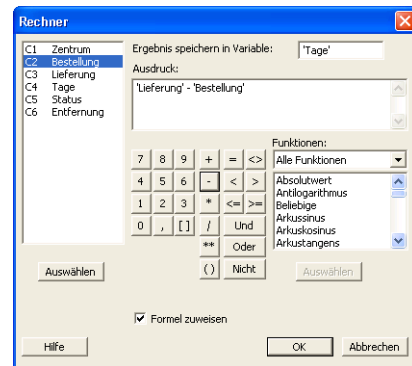 Rechner
C1 Zentrum
C2 Bestellung
C3 Lieferung
C4 Tage
C5 Status
C6 Entfernung
Auswählen
Ergebnis speichern in Variable: 'Tage'
Ausdruck:
'Lieferung' - 'Bestellung'
7 8 9 + = <>
4 5 6 - < >
1 2 3 * <= >=
0 , [ ] / Und
** Oder
( ) Nicht
Funktionen:
Alle Funktionen
Absolutwert
Antilogarithmus
Beliebige
Arkussinus
Arkuskosinus
Arkustangens
Auswählen
Formel zuweisen
Hilfe OK Abbrechen